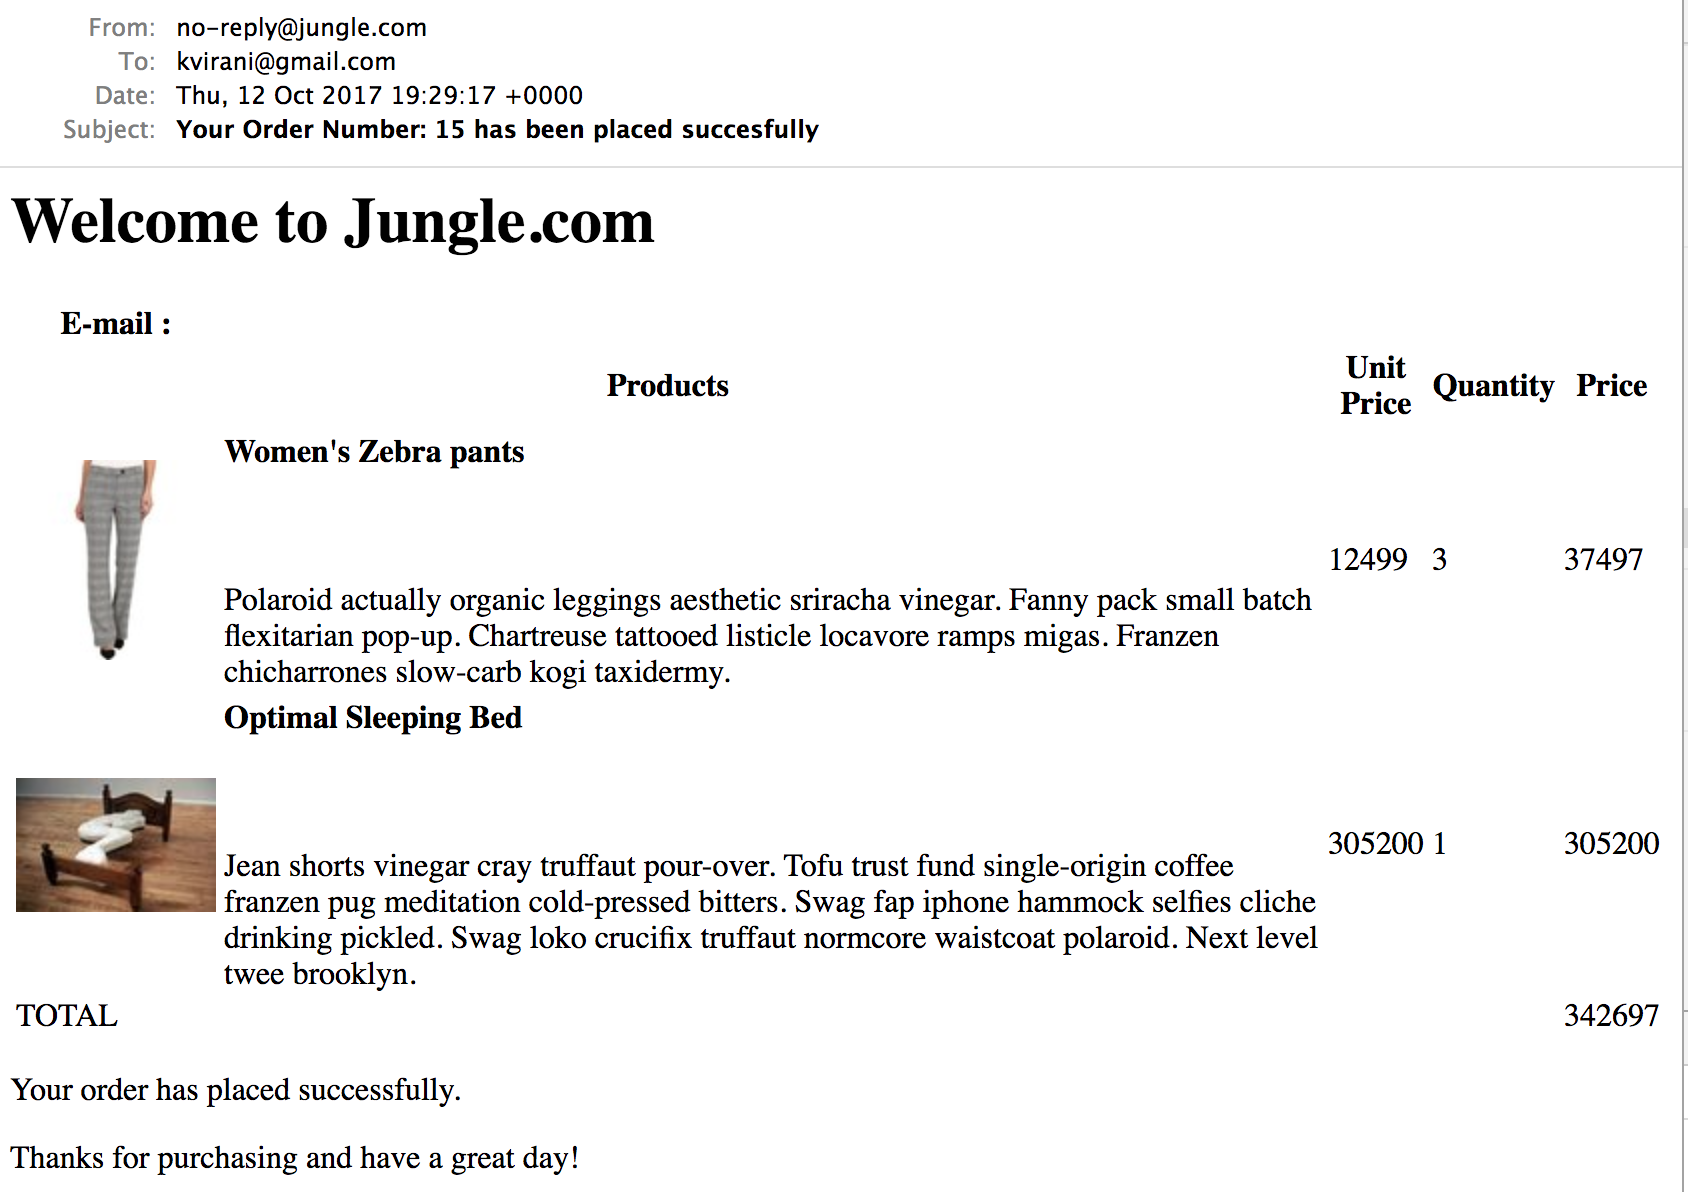 From: no-reply@jungle.com
To: kvirani@gmail.com
Date: Thu, 12 Oct 2017 19:29:17 +0000
Subject: Your Order Number: 15 has been placed succesfully
Welcome to Jungle.com
E-mail :
Products Unit Price Quantity Price
Women's Zebra pants
12499 3 37497
Polaroid actually organic leggings aesthetic sriracha vinegar. Fanny pack small batch
flexitarian pop-up. Chartreuse tattooed listicle locavore ramps migas. Franzen
chicharrones slow-carb kogi taxidermy.
Optimal Sleeping Bed
305200 1 305200
Jean shorts vinegar cray truffaut pour-over. Tofu trust fund single-origin coffee
franzen pug meditation cold-pressed bitters. Swag fap iphone hammock selfies cliche
drinking pickled. Swag loko crucifix truffaut normcore waistcoat polaroid. Next level
twee brooklyn.
TOTAL 342697
Your order has placed successfully.
Thanks for purchasing and have a great day!